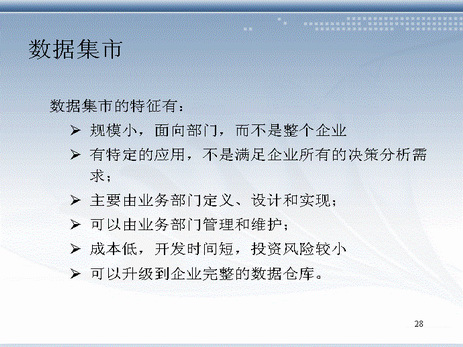 数据集市
数据集市的特征有：
➢ 规模小，面向部门，而不是整个企业
➢ 有特定的应用，不是满足企业所有的决策分析需
求；
➢ 主要由业务部门定义、设计和实现；
➢ 可以由业务部门管理和维护；
➢ 成本低，开发时间短，投资风险较小
➢ 可以升级到企业完整的数据仓库。
28